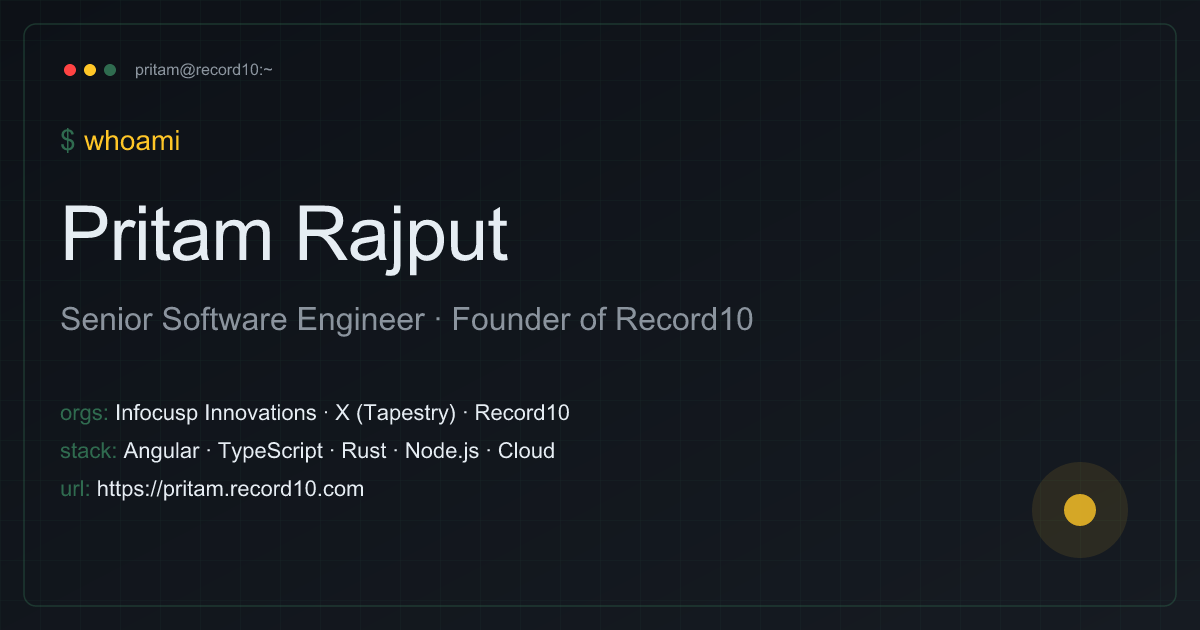 pritam@record10:~
$ whoami
Pritam Rajput
Senior Software Engineer · Founder of Record10
orgs: Infocusp Innovations · X (Tapestry) · Record10
stack: Angular · TypeScript · Rust · Node.js · Cloud
url: https://pritam.record10.com